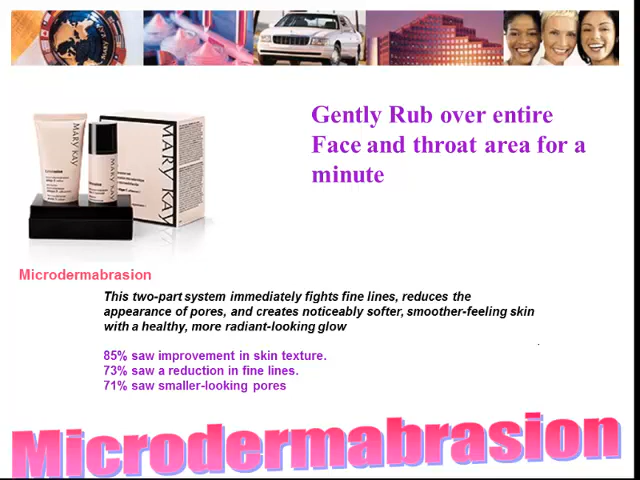 Gently Rub over entire
Face and throat area for a
minute
MARY KAY
MARY KAY
MARY KAY
Microdermabrasion
This two-part system immediately fights fine lines, reduces the
appearance of pores, and creates noticeably softer, smoother-feeling skin
with a healthy, more radiant-looking glow
.
85% saw improvement in skin texture.
73% saw a reduction in fine lines.
71% saw smaller-looking pores
Microdermabrasion